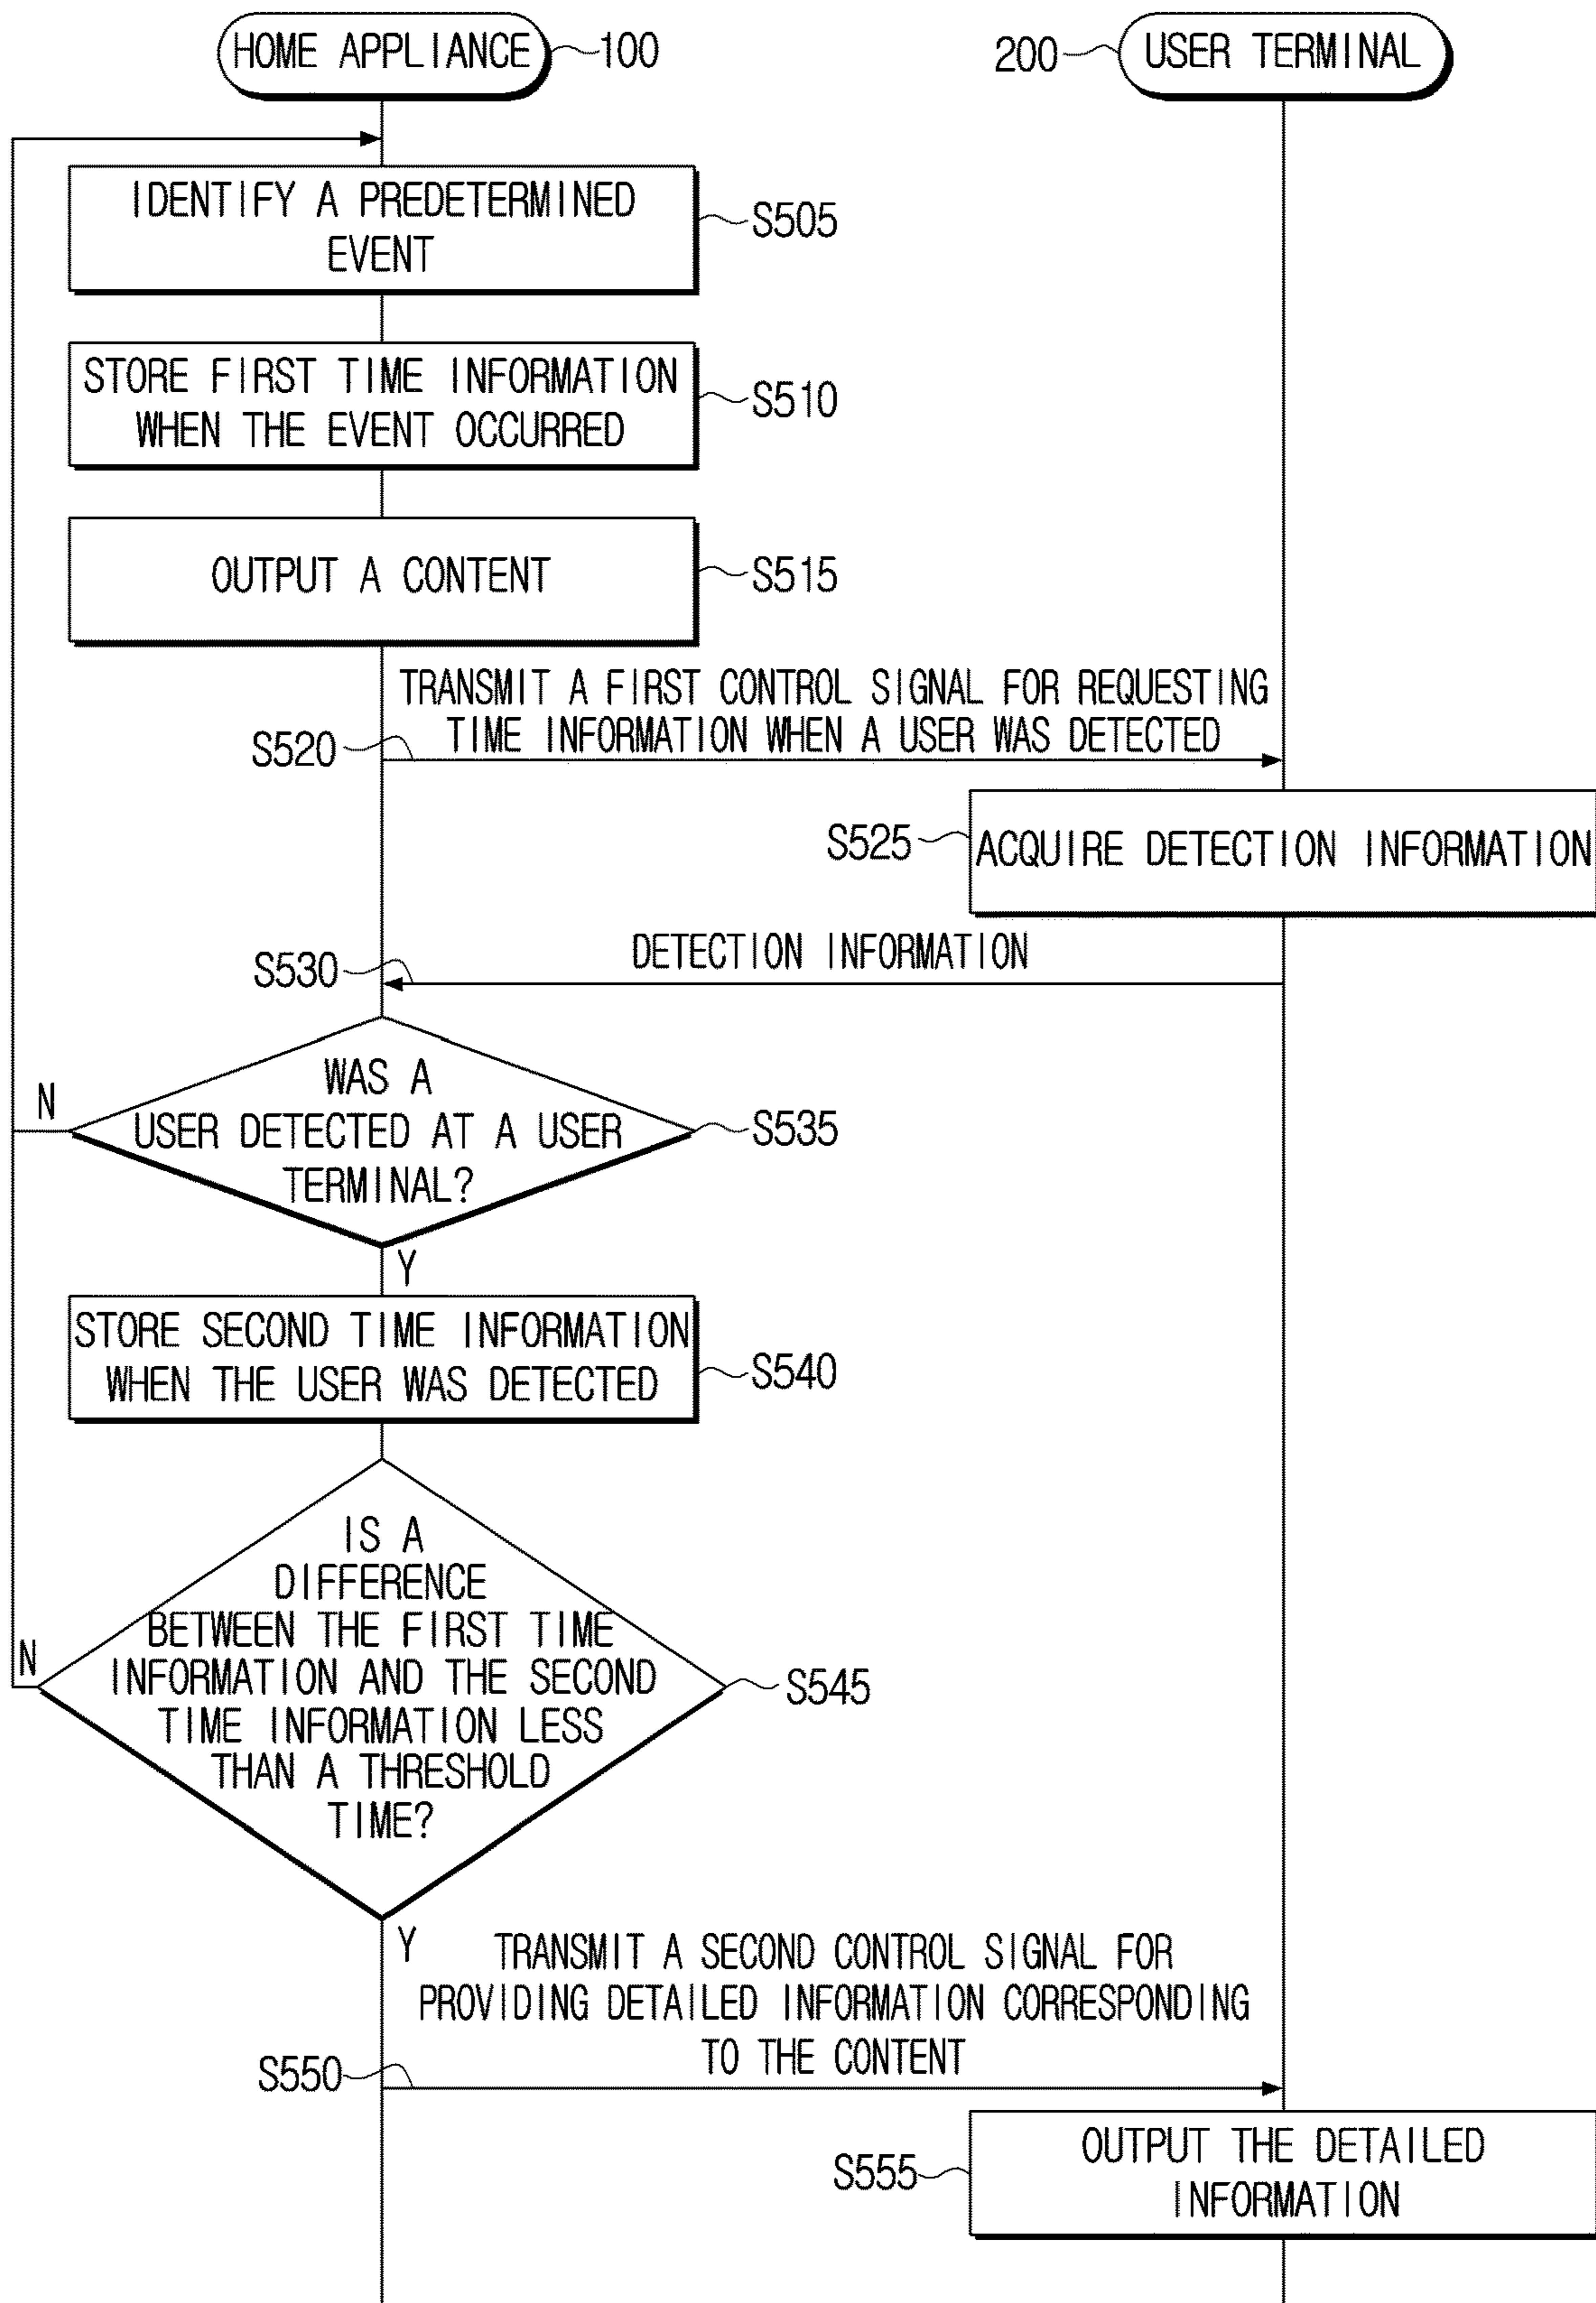 HOME APPLIANCE
100
200
USER TERMINAL
IDENTIFY A PREDETERMINED
EVENT
S505
STORE FIRST TIME INFORMATION
WHEN THE EVENT OCCURRED
S510
OUTPUT A CONTENT
S515
TRANSMIT A FIRST CONTROL SIGNAL FOR REQUESTING
TIME INFORMATION WHEN A USER WAS DETECTED
S520
S525
ACQUIRE DETECTION INFORMATION
DETECTION INFORMATION
S530
WAS A
USER DETECTED AT A USER
TERMINAL?
N
S535
Y
STORE SECOND TIME INFORMATION
WHEN THE USER WAS DETECTED
S540
IS A
DIFFERENCE
BETWEEN THE FIRST TIME
INFORMATION AND THE SECOND
TIME INFORMATION LESS
THAN A THRESHOLD
TIME?
N
S545
Y
TRANSMIT A SECOND CONTROL SIGNAL FOR
PROVIDING DETAILED INFORMATION CORRESPONDING
TO THE CONTENT
S550
S555
OUTPUT THE DETAILED
INFORMATION